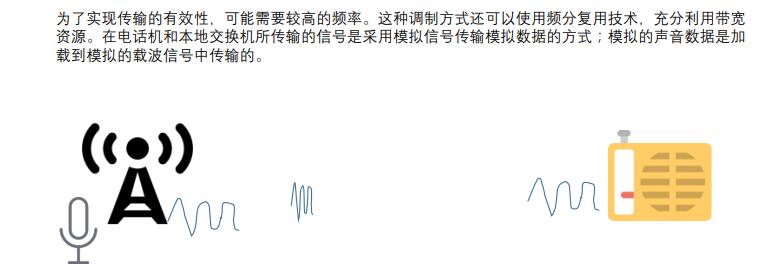 为了实现传输的有效性，可能需要较高的频率。这种调制方式还可以使用频分复用技术，充分利用带宽
资源。在电话机和本地交换机所传输的信号是采用模拟信号传输模拟数据的方式；模拟的声音数据是加
载到模拟的载波信号中传输的。